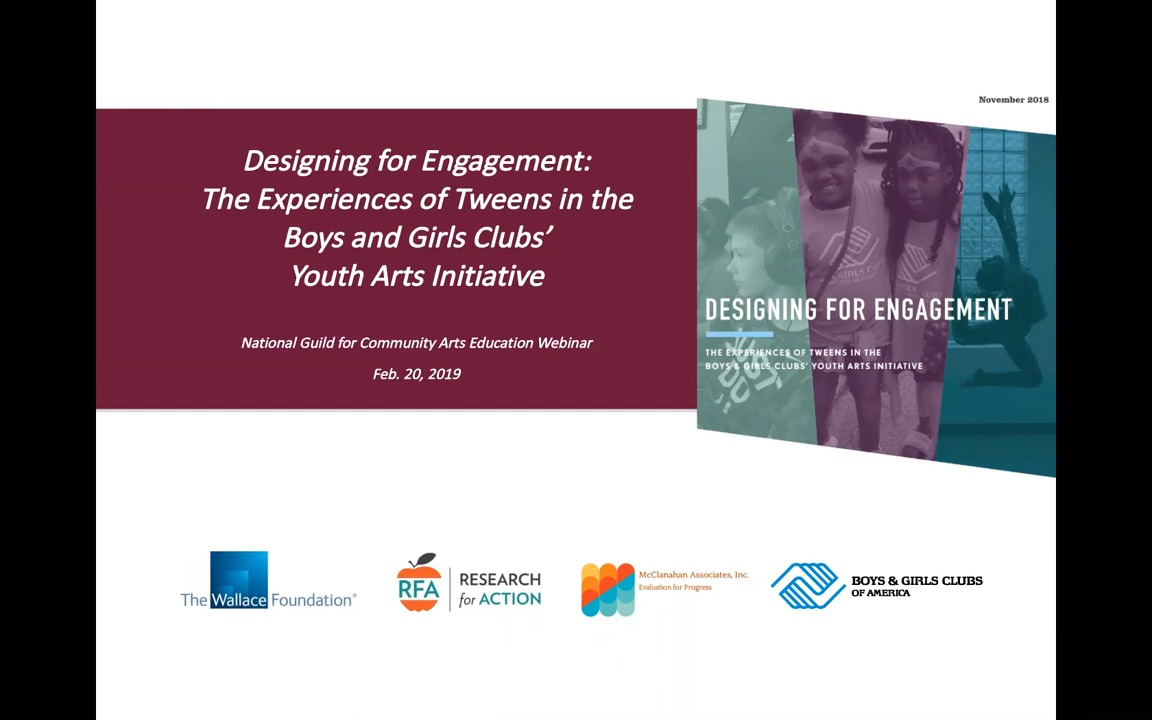 November 2018
Designing for Engagement:
The Experiences of Tweens in the
Boys and Girls Clubs’
Youth Arts Initiative
National Guild for Community Arts Education Webinar
Feb. 20, 2019
DESIGNING FOR ENGAGEMENT
THE EXPERIENCES OF TWEENS IN THE
BOYS & GIRLS CLUBS’ YOUTH ARTS INITIATIVE
The Wallace Foundation®
RFA
RESEARCH
for ACTION
McClanahan Associates, Inc.
Evaluation for Progress
BOYS & GIRLS CLUBS
OF AMERICA